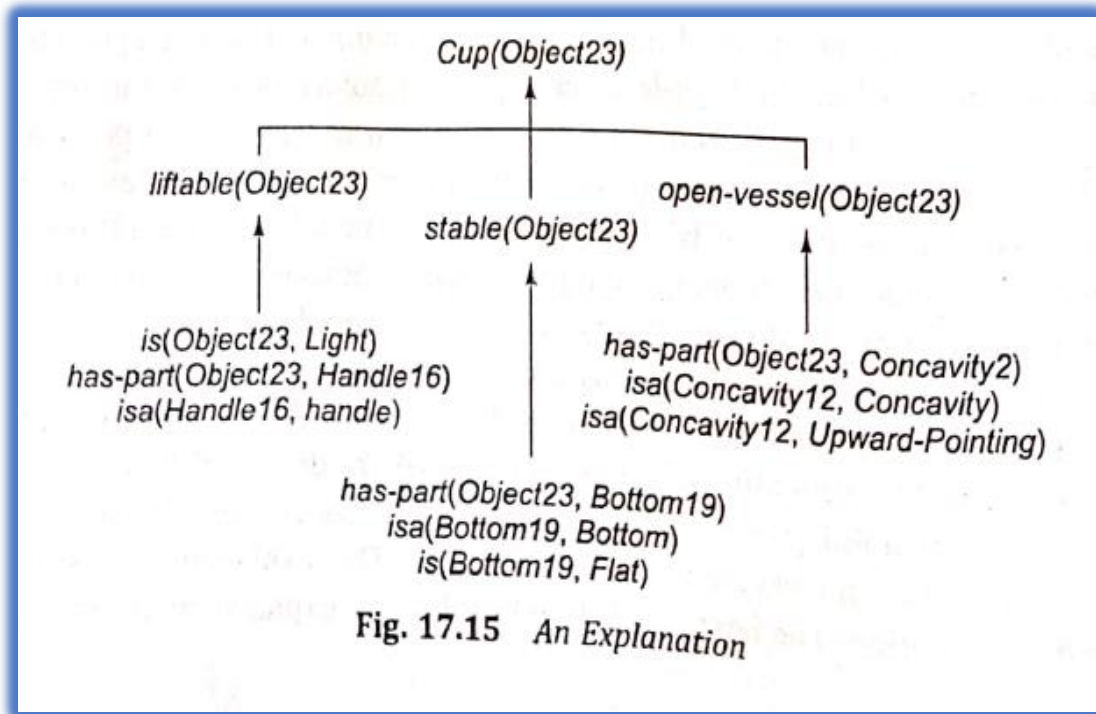 Cup(Object23)
liftable(Object23)
stable(Object23)
open-vessel(Object23)
is(Object23, Light)
has-part(Object23, Handle16)
isa(Handle16, handle)
has-part(Object23, Bottom19)
isa(Bottom19, Bottom)
is(Bottom19, Flat)
has-part(Object23, Concavity2)
isa(Concavity12, Concavity)
isa(Concavity12, Upward-Pointing)
Fig. 17.15 An Explanation